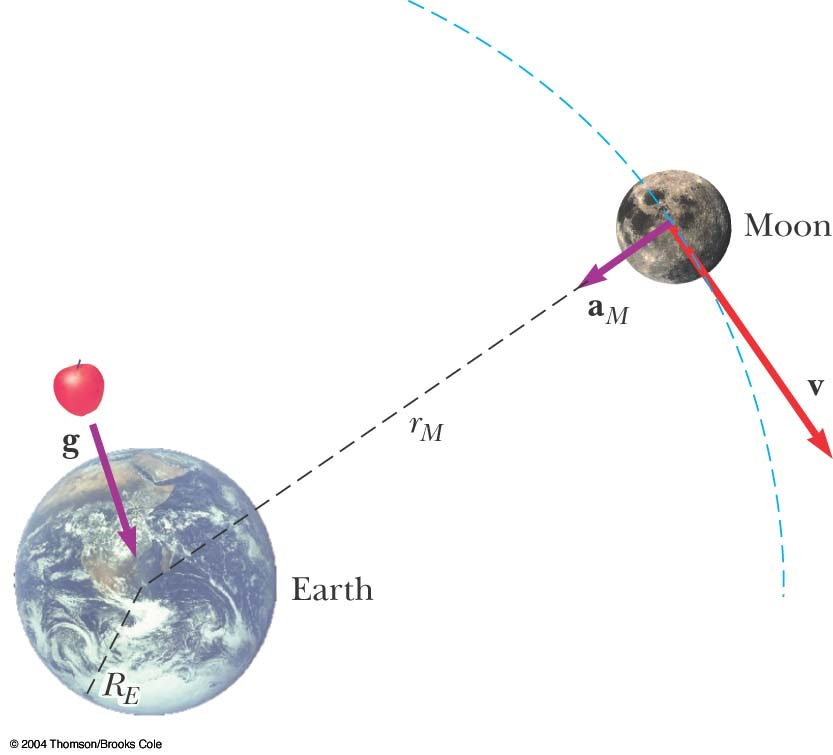 Moon
a_M
v
r_M
g
Earth
R_E
© 2004 Thomson/Brooks Cole